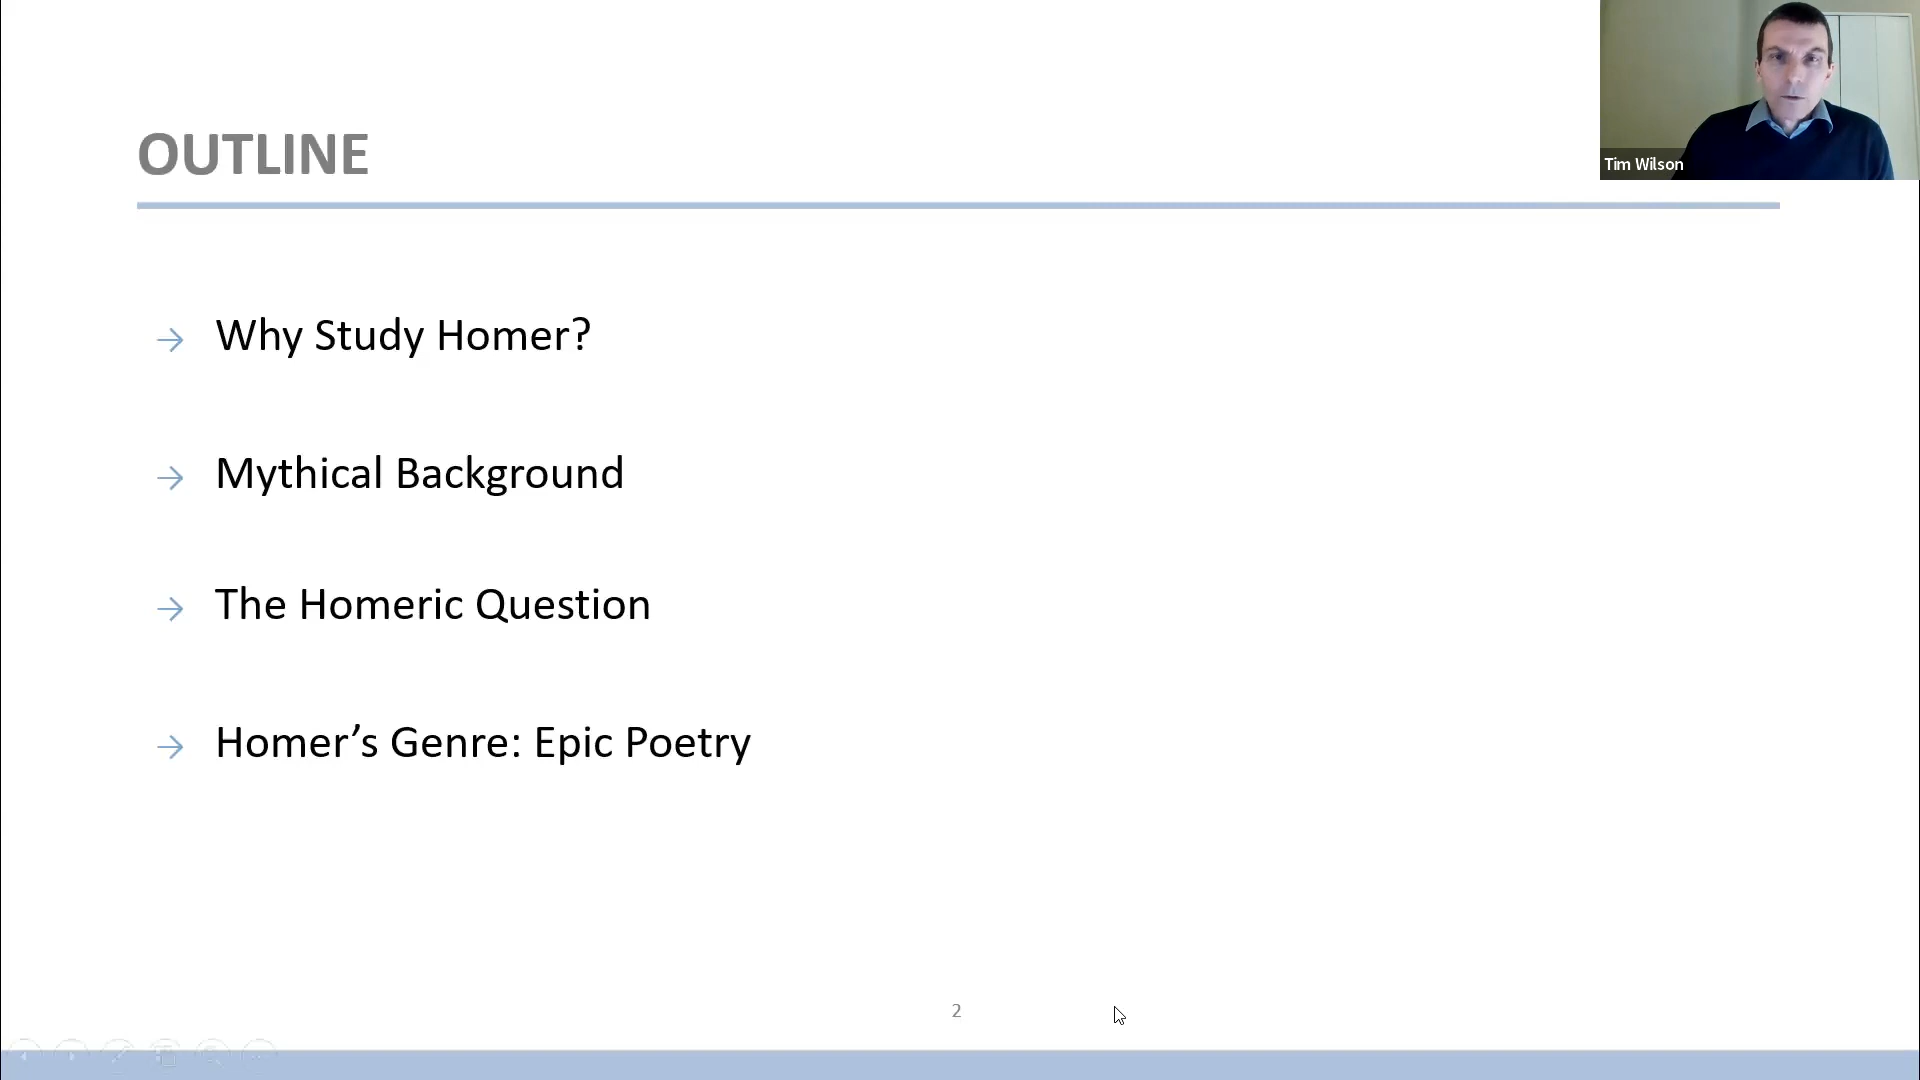 OUTLINE
Tim Wilson
→ Why Study Homer?
→ Mythical Background
→ The Homeric Question
→ Homer’s Genre: Epic Poetry
2